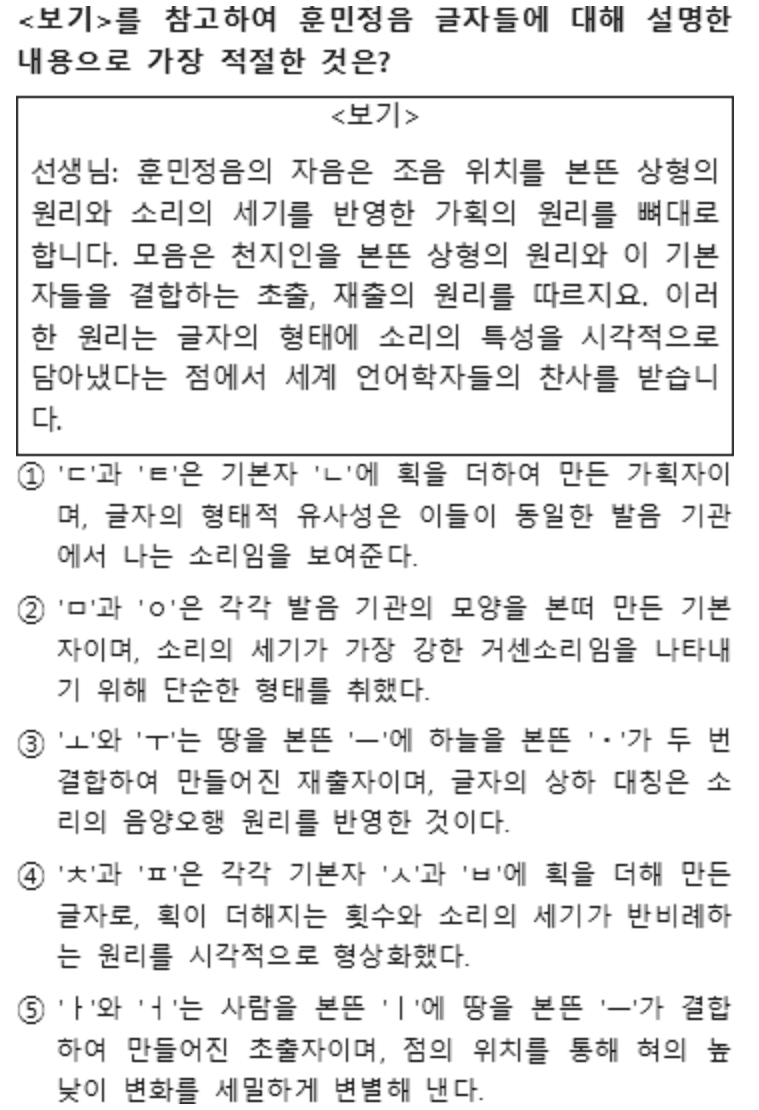 <보기>를 참고하여 훈민정음 글자들에 대해 설명한
내용으로 가장 적절한 것은?
<보기>
선생님: 훈민정음의 자음은 조음 위치를 본뜬 상형의
원리와 소리의 세기를 반영한 가획의 원리를 뼈대로
합니다. 모음은 천지인을 본뜬 상형의 원리와 이 기본
자들을 결합하는 초출, 재출의 원리를 따르지요. 이러
한 원리는 글자의 형태에 소리의 특성을 시각적으로
담아냈다는 점에서 세계 언어학자들의 찬사를 받습니
다.
① 'ㄷ'과 'ㅌ'은 기본자 'ㄴ'에 획을 더하여 만든 가획자이
며, 글자의 형태적 유사성은 이들이 동일한 발음 기관
에서 나는 소리임을 보여준다.
② 'ㅁ'과 'ㅇ'은 각각 발음 기관의 모양을 본떠 만든 기본
자이며, 소리의 세기가 가장 강한 거센소리임을 나타내
기 위해 단순한 형태를 취했다.
③ 'ㅗ'와 'ㅜ'는 땅을 본뜬 'ㅡ'에 하늘을 본뜬 'ㆍ'가 두 번
결합하여 만들어진 재출자이며, 글자의 상하 대칭은 소
리의 음양오행 원리를 반영한 것이다.
④ 'ㅊ'과 'ㅍ'은 각각 기본자 'ㅅ'과 'ㅂ'에 획을 더해 만든
글자로, 획이 더해지는 횟수와 소리의 세기가 반비례하
는 원리를 시각적으로 형상화했다.
⑤ 'ㅏ'와 'ㅓ'는 사람을 본뜬 'ㅣ'에 땅을 본뜬 'ㅡ'가 결합
하여 만들어진 초출자이며, 점의 위치를 통해 혀의 높
낮이 변화를 세밀하게 변별해 낸다.